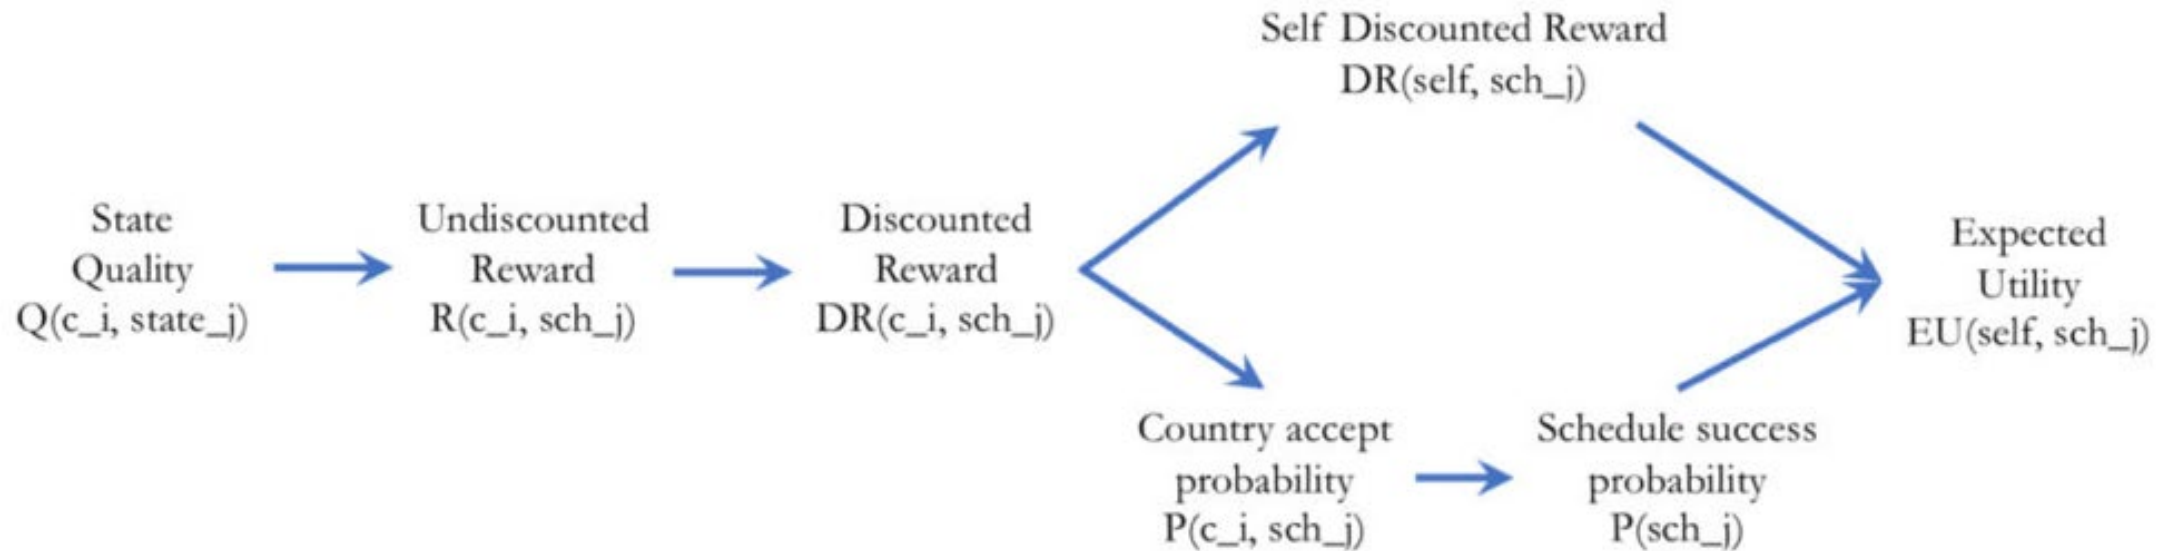 State
Quality
Q(c_i, state_j)
Undiscounted
Reward
R(c_i, sch_j)
Discounted
Reward
DR(c_i, sch_j)
Self Discounted Reward
DR(self, sch_j)
Country accept
probability
P(c_i, sch_j)
Schedule success
probability
P(sch_j)
Expected
Utility
EU(self, sch_j)